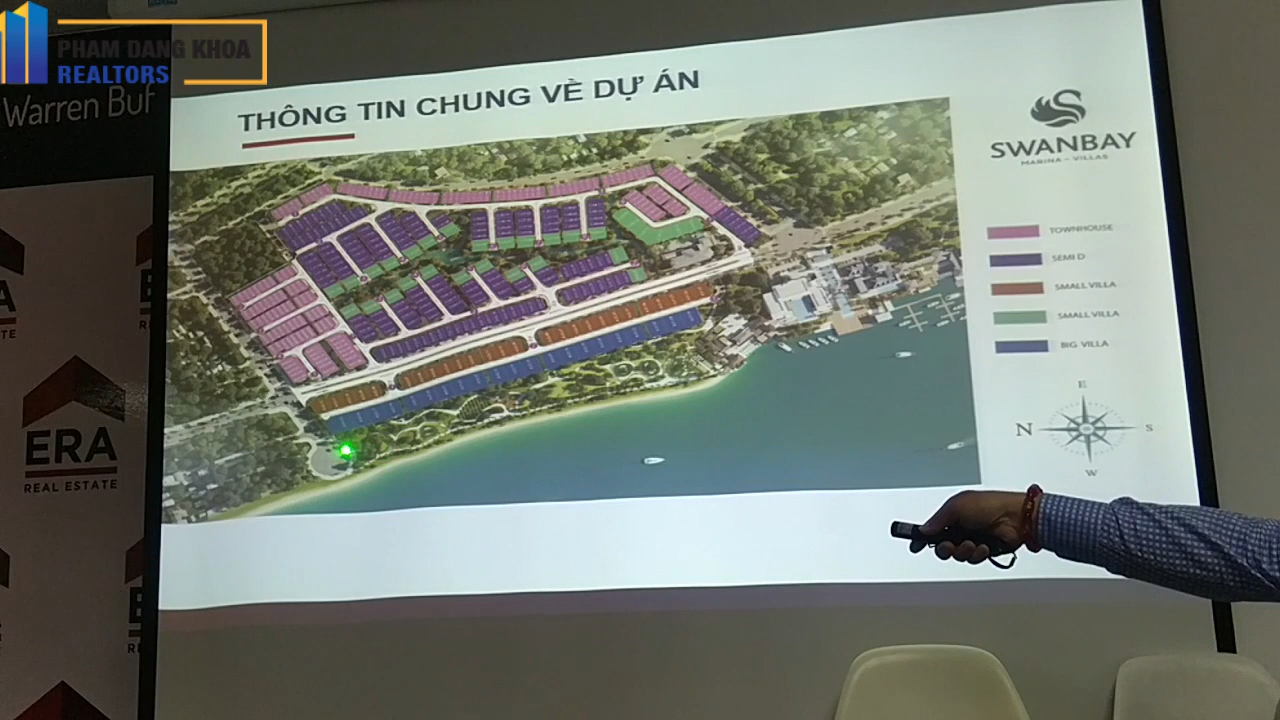 PHAM DANG KHOA
REALTORS
Warren Buf
THÔNG TIN CHUNG VỀ DỰ ÁN
SWANBAY
MARINA - VILLAS
TOWNHOUSE
SEMI D
SMALL VILLA
SMALL VILLA
BIG VILLA
E
N
S
W
ERA
REAL ESTATE